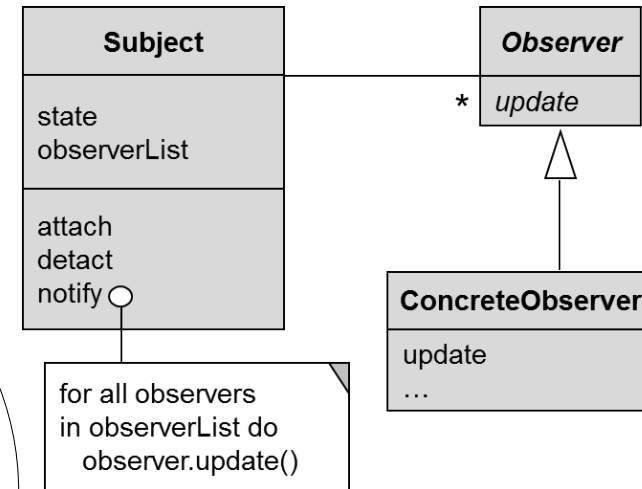 Subject
state
observerList
attach
detact
notify
for all observers
in observerList do
observer.update()
*
Observer
update
ConcreteObserver
update
…